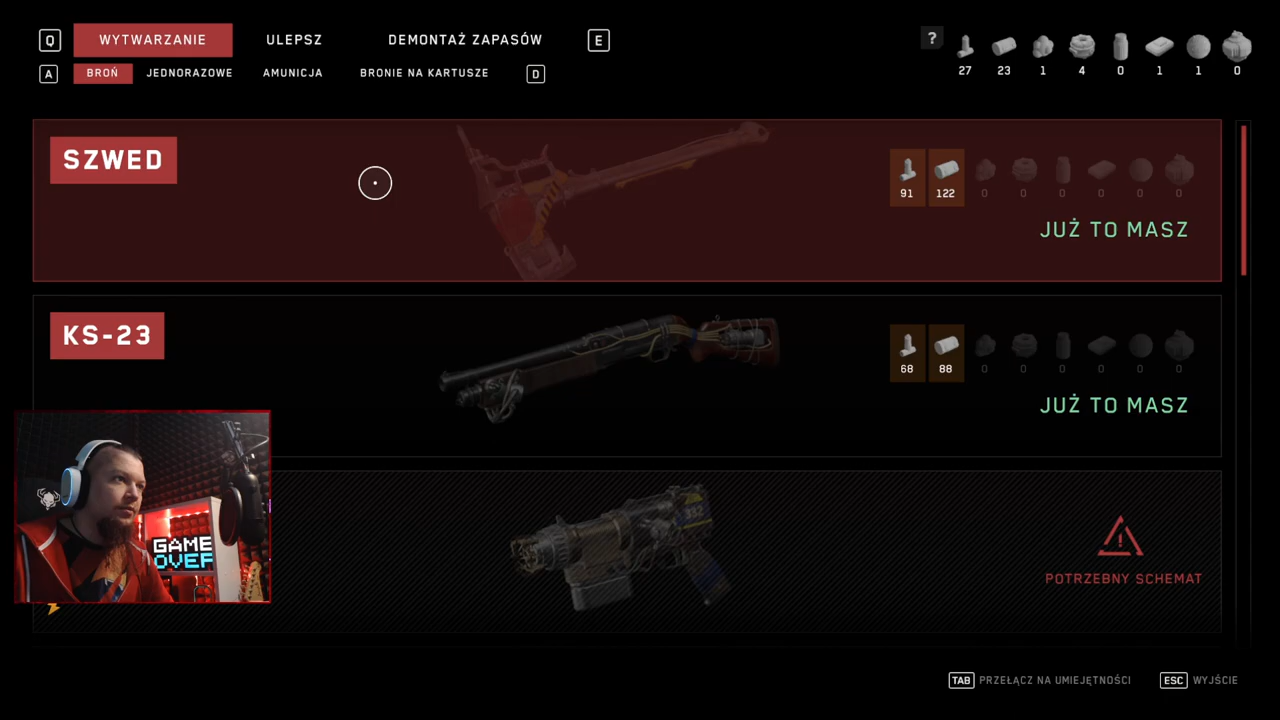 Q WYTWARZANIE ULEPSZ DEMONTAŻ ZAPASÓW E
A BROŃ JEDNORAZOWE AMUNICJA BRONIE NA KARTUSZE D
?
27 23 1 4 0 1 1 0
SZWED
91 122 0 0 0 0 0 0
JUŻ TO MASZ
KS-23
68 88 0 0 0 0 0 0
JUŻ TO MASZ
332
POTRZEBNY SCHEMAT
GAME
OVER
TAB PRZEŁĄCZ NA UMIEJĘTNOŚCI ESC WYJŚCIE